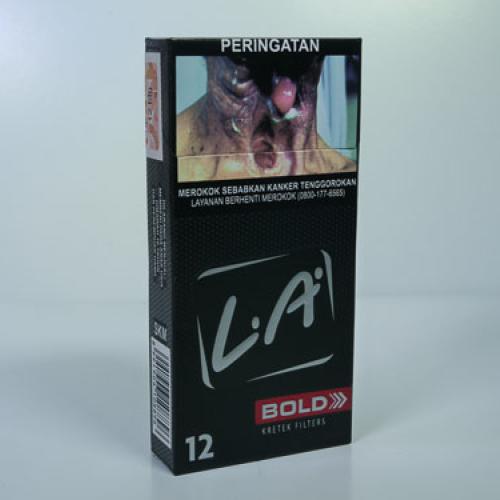 PERINGATAN
MEROKOK SEBABKAN KANKER TENGGOROKAN
LAYANAN BERHENTI MEROKOK (0800-177-6565)
L.A.
BOLD
KRETEK FILTERS
12
SKM